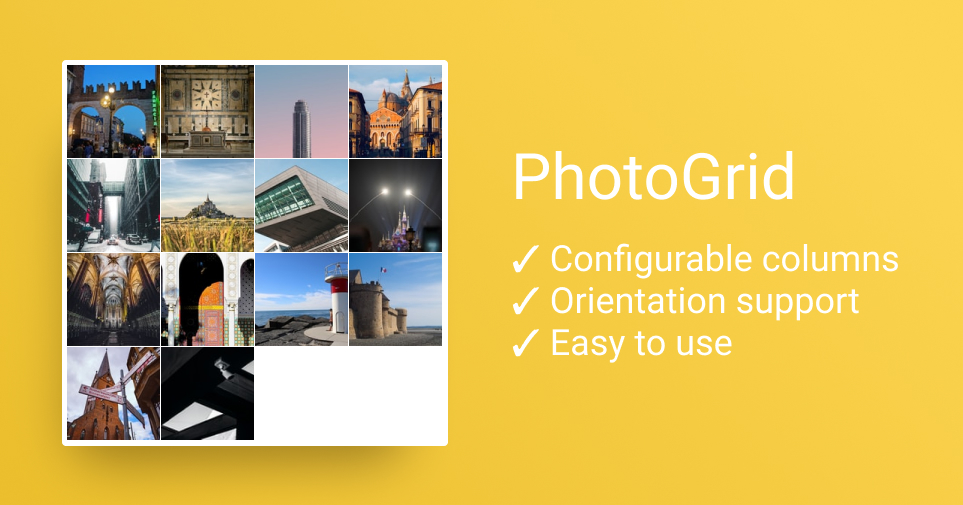 PhotoGrid
✓ Configurable columns
✓ Orientation support
✓ Easy to use